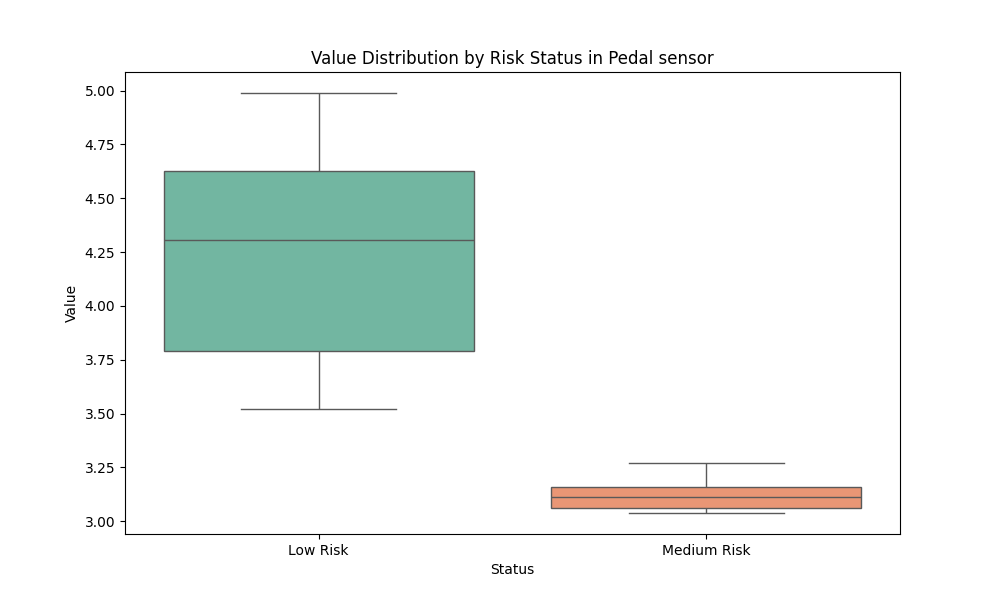 Value Distribution by Risk Status in Pedal sensor
5.00
4.75
4.50
4.25
4.00
3.75
3.50
3.25
3.00
Value
Low Risk
Medium Risk
Status